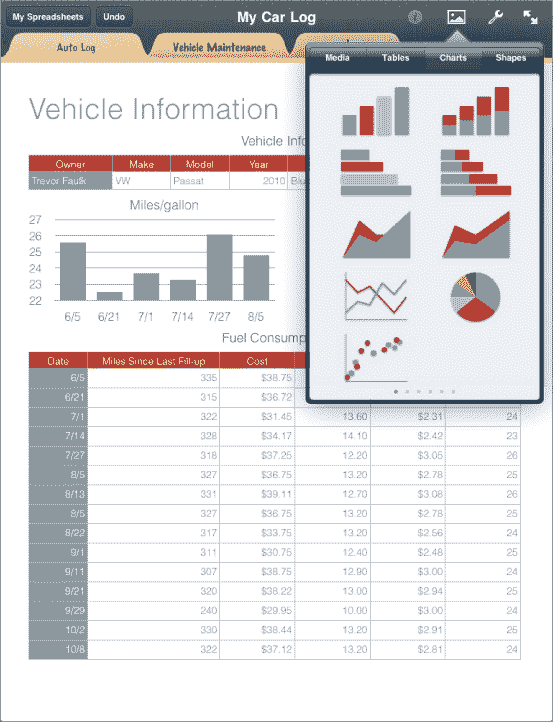 My Spreadsheets Undo My Car Log
Auto Log Vehicle Maintenance
Media Tables Charts Shapes
Vehicle Information
Vehicle Info
Owner Make Model Year
Trevor Faulk VW Passat 2010
Miles/gallon
27
26
25
24
23
22
6/5 6/21 7/1 7/14 7/27 8/5
Fuel Consump
Date Miles Since Last Fill-up Cost
6/5 335 $38.75
6/21 315 $36.72
7/1 322 $31.45 13.60 $2.31 24
7/14 328 $34.17 14.10 $2.42 23
7/27 318 $37.25 12.20 $3.05 26
8/5 327 $36.75 13.20 $2.78 25
8/13 331 $39.11 12.70 $3.08 26
8/5 327 $36.75 13.20 $2.78 25
8/22 317 $33.75 13.20 $2.56 24
9/1 311 $30.75 12.40 $2.48 25
9/11 307 $38.75 12.90 $3.00 24
9/21 320 $38.22 13.00 $2.94 25
9/29 240 $29.95 10.00 $3.00 24
10/2 330 $38.44 13.20 $2.91 25
10/8 322 $37.12 13.20 $2.81 24